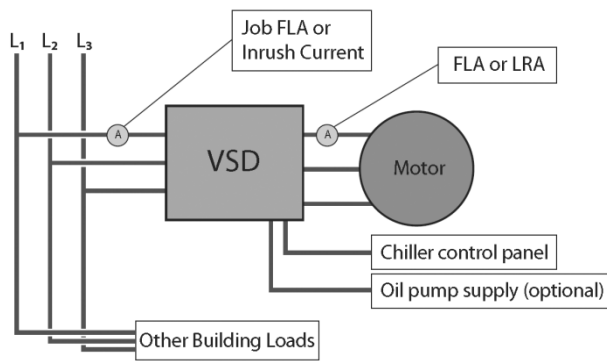 Job FLA or
Inrush Current
L₁ L₂ L₃
FLA or LRA
A
A
VSD
Motor
Chiller control panel
Oil pump supply (optional)
Other Building Loads